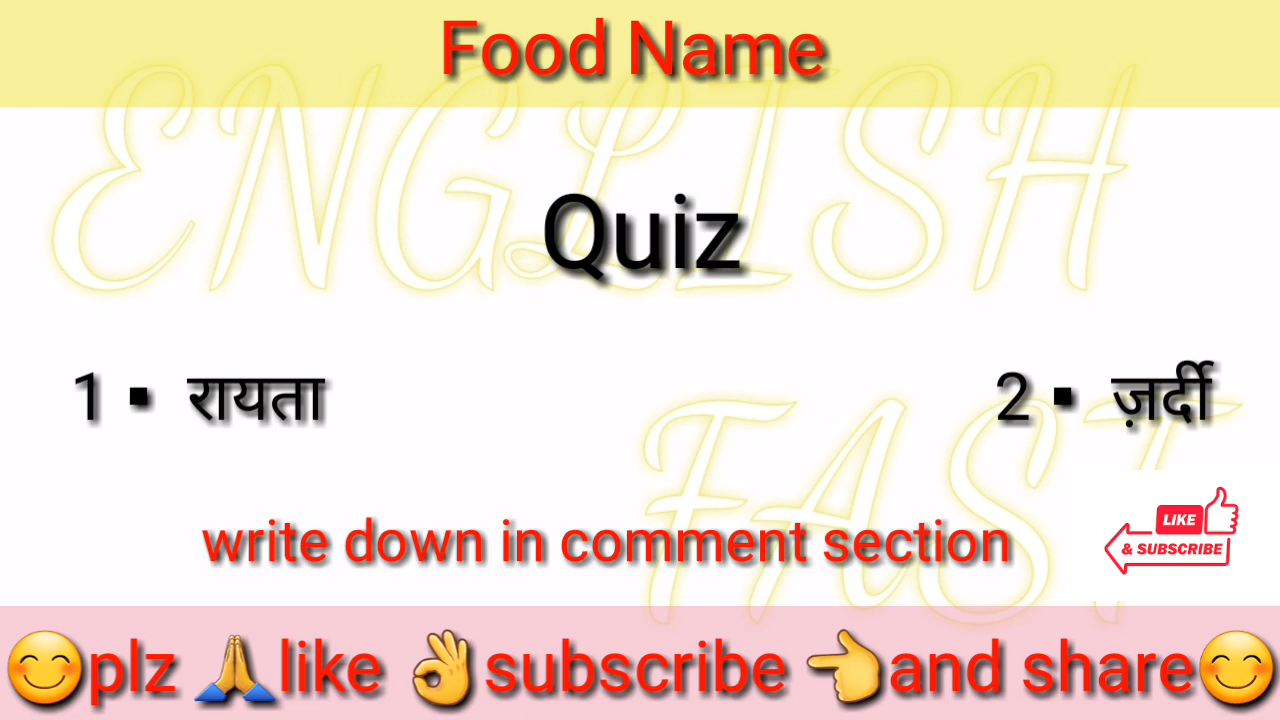 Food Name
ENGLISH
Quiz
1 ▪ रायता
2 ▪ ज़र्दी
FAST
write down in comment section
LIKE
& SUBSCRIBE
😊plz 🙏like 👌subscribe 👈and share😊